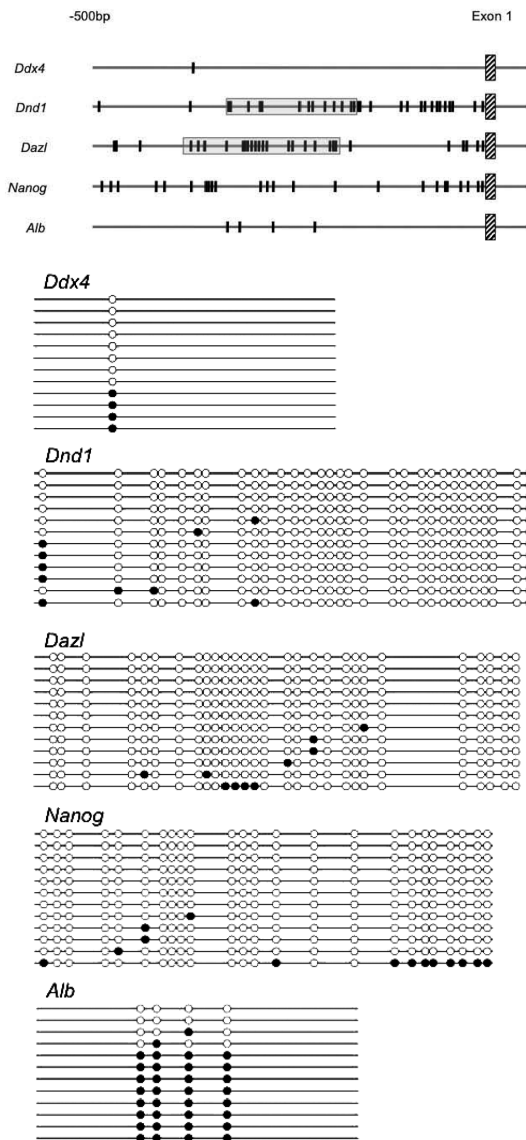 -500bp Exon 1
Ddx4
Dnd1
Dazl
Nanog
Alb
Ddx4
Dnd1
Dazl
Nanog
Alb